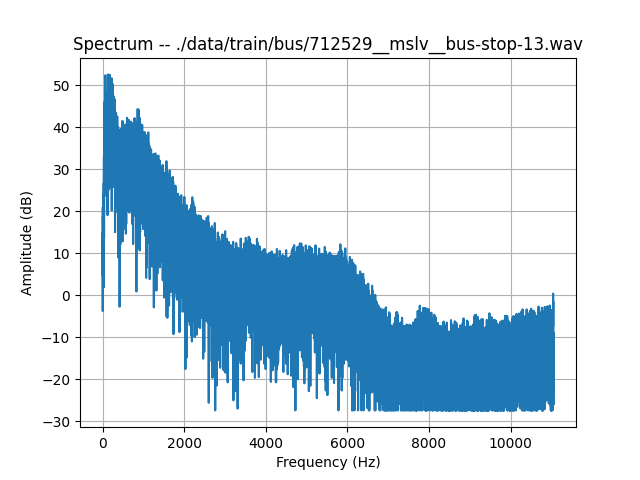 Spectrum -- ./data/train/bus/712529__mslv__bus-stop-13.wav
50
40
30
20
10
0
−10
−20
−30
Amplitude (dB)
0 2000 4000 6000 8000 10000
Frequency (Hz)